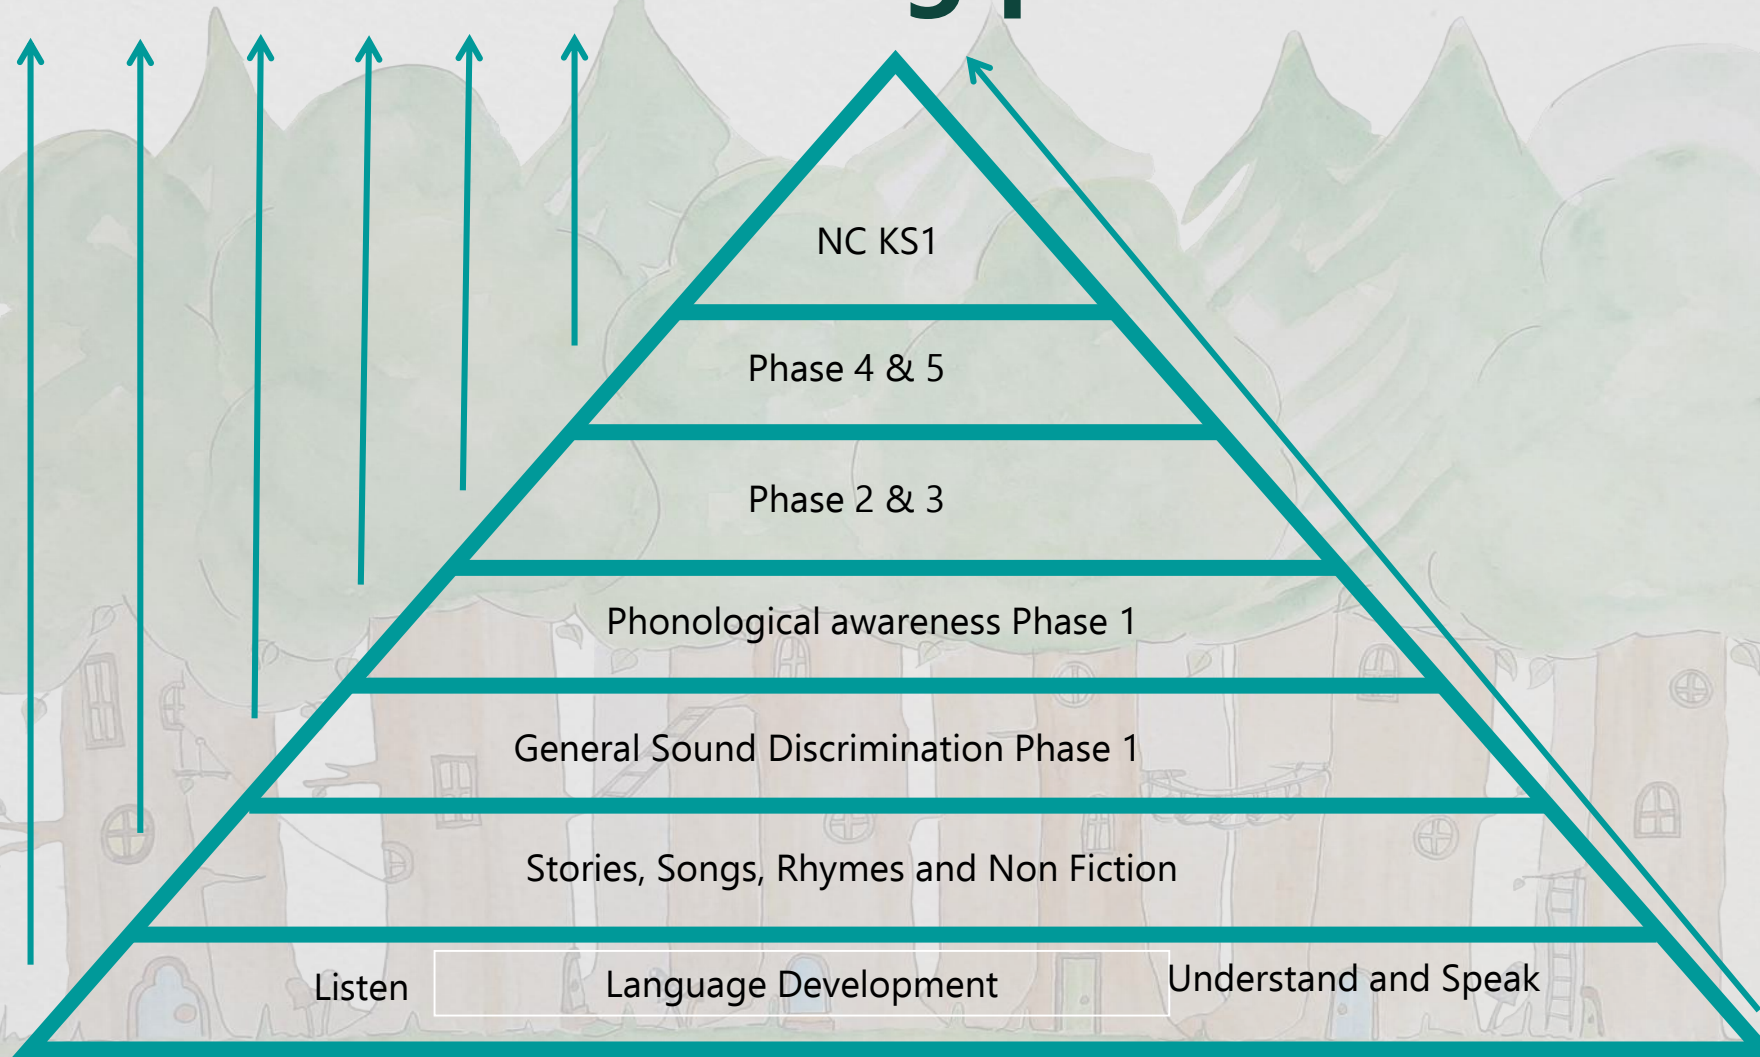 NC KS1
Phase 4 & 5
Phase 2 & 3
Phonological awareness Phase 1
General Sound Discrimination Phase 1
Stories, Songs, Rhymes and Non Fiction
Listen Language Development Understand and Speak